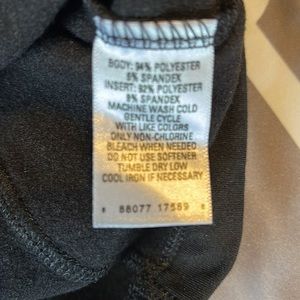 BODY: 94% POLYESTER
6% SPANDEX
INSERT: 92% POLYESTER
8% SPANDEX
MACHINE WASH COLD
GENTLE CYCLE
WITH LIKE COLORS
ONLY NON-CHLORINE
BLEACH WHEN NEEDED
DO NOT USE SOFTENER
TUMBLE DRY LOW
COOL IRON IF NECESSARY
88077 17589